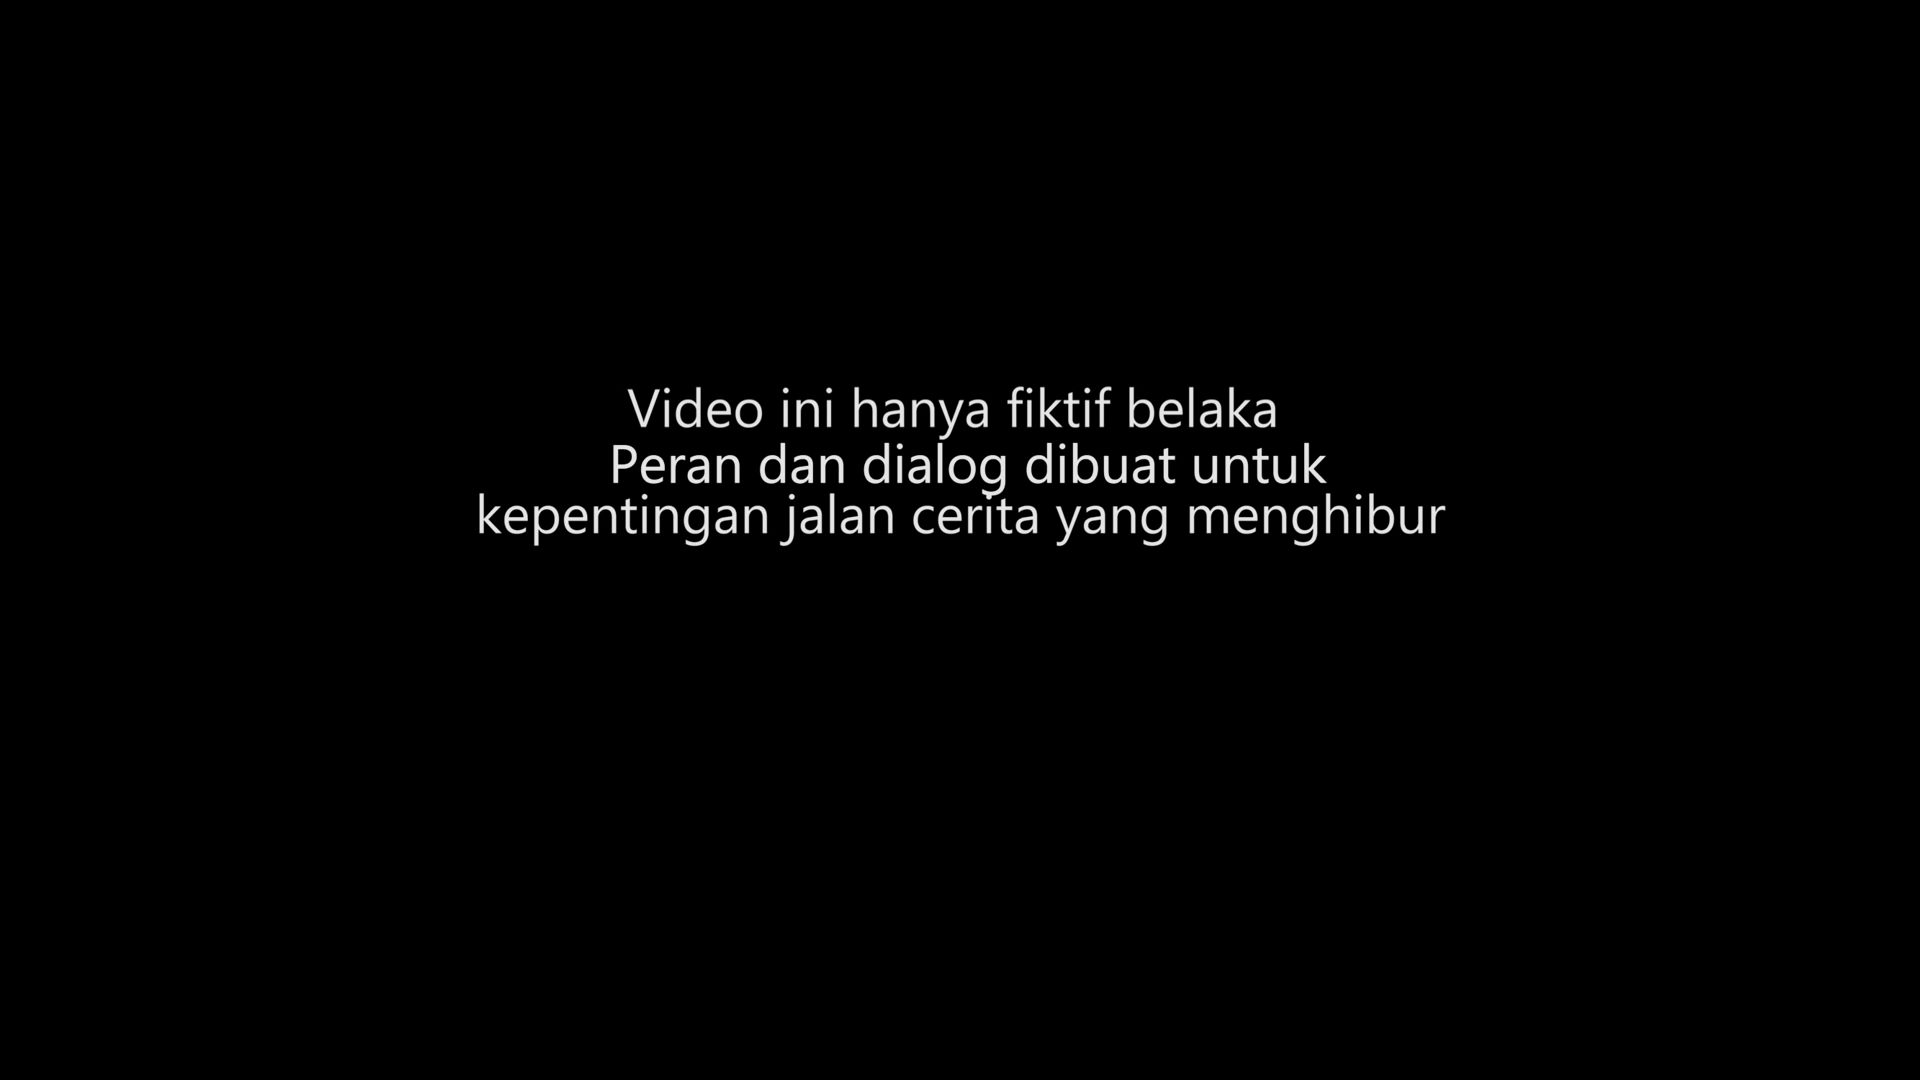 Video ini hanya fiktif belaka
Peran dan dialog dibuat untuk
kepentingan jalan cerita yang menghibur